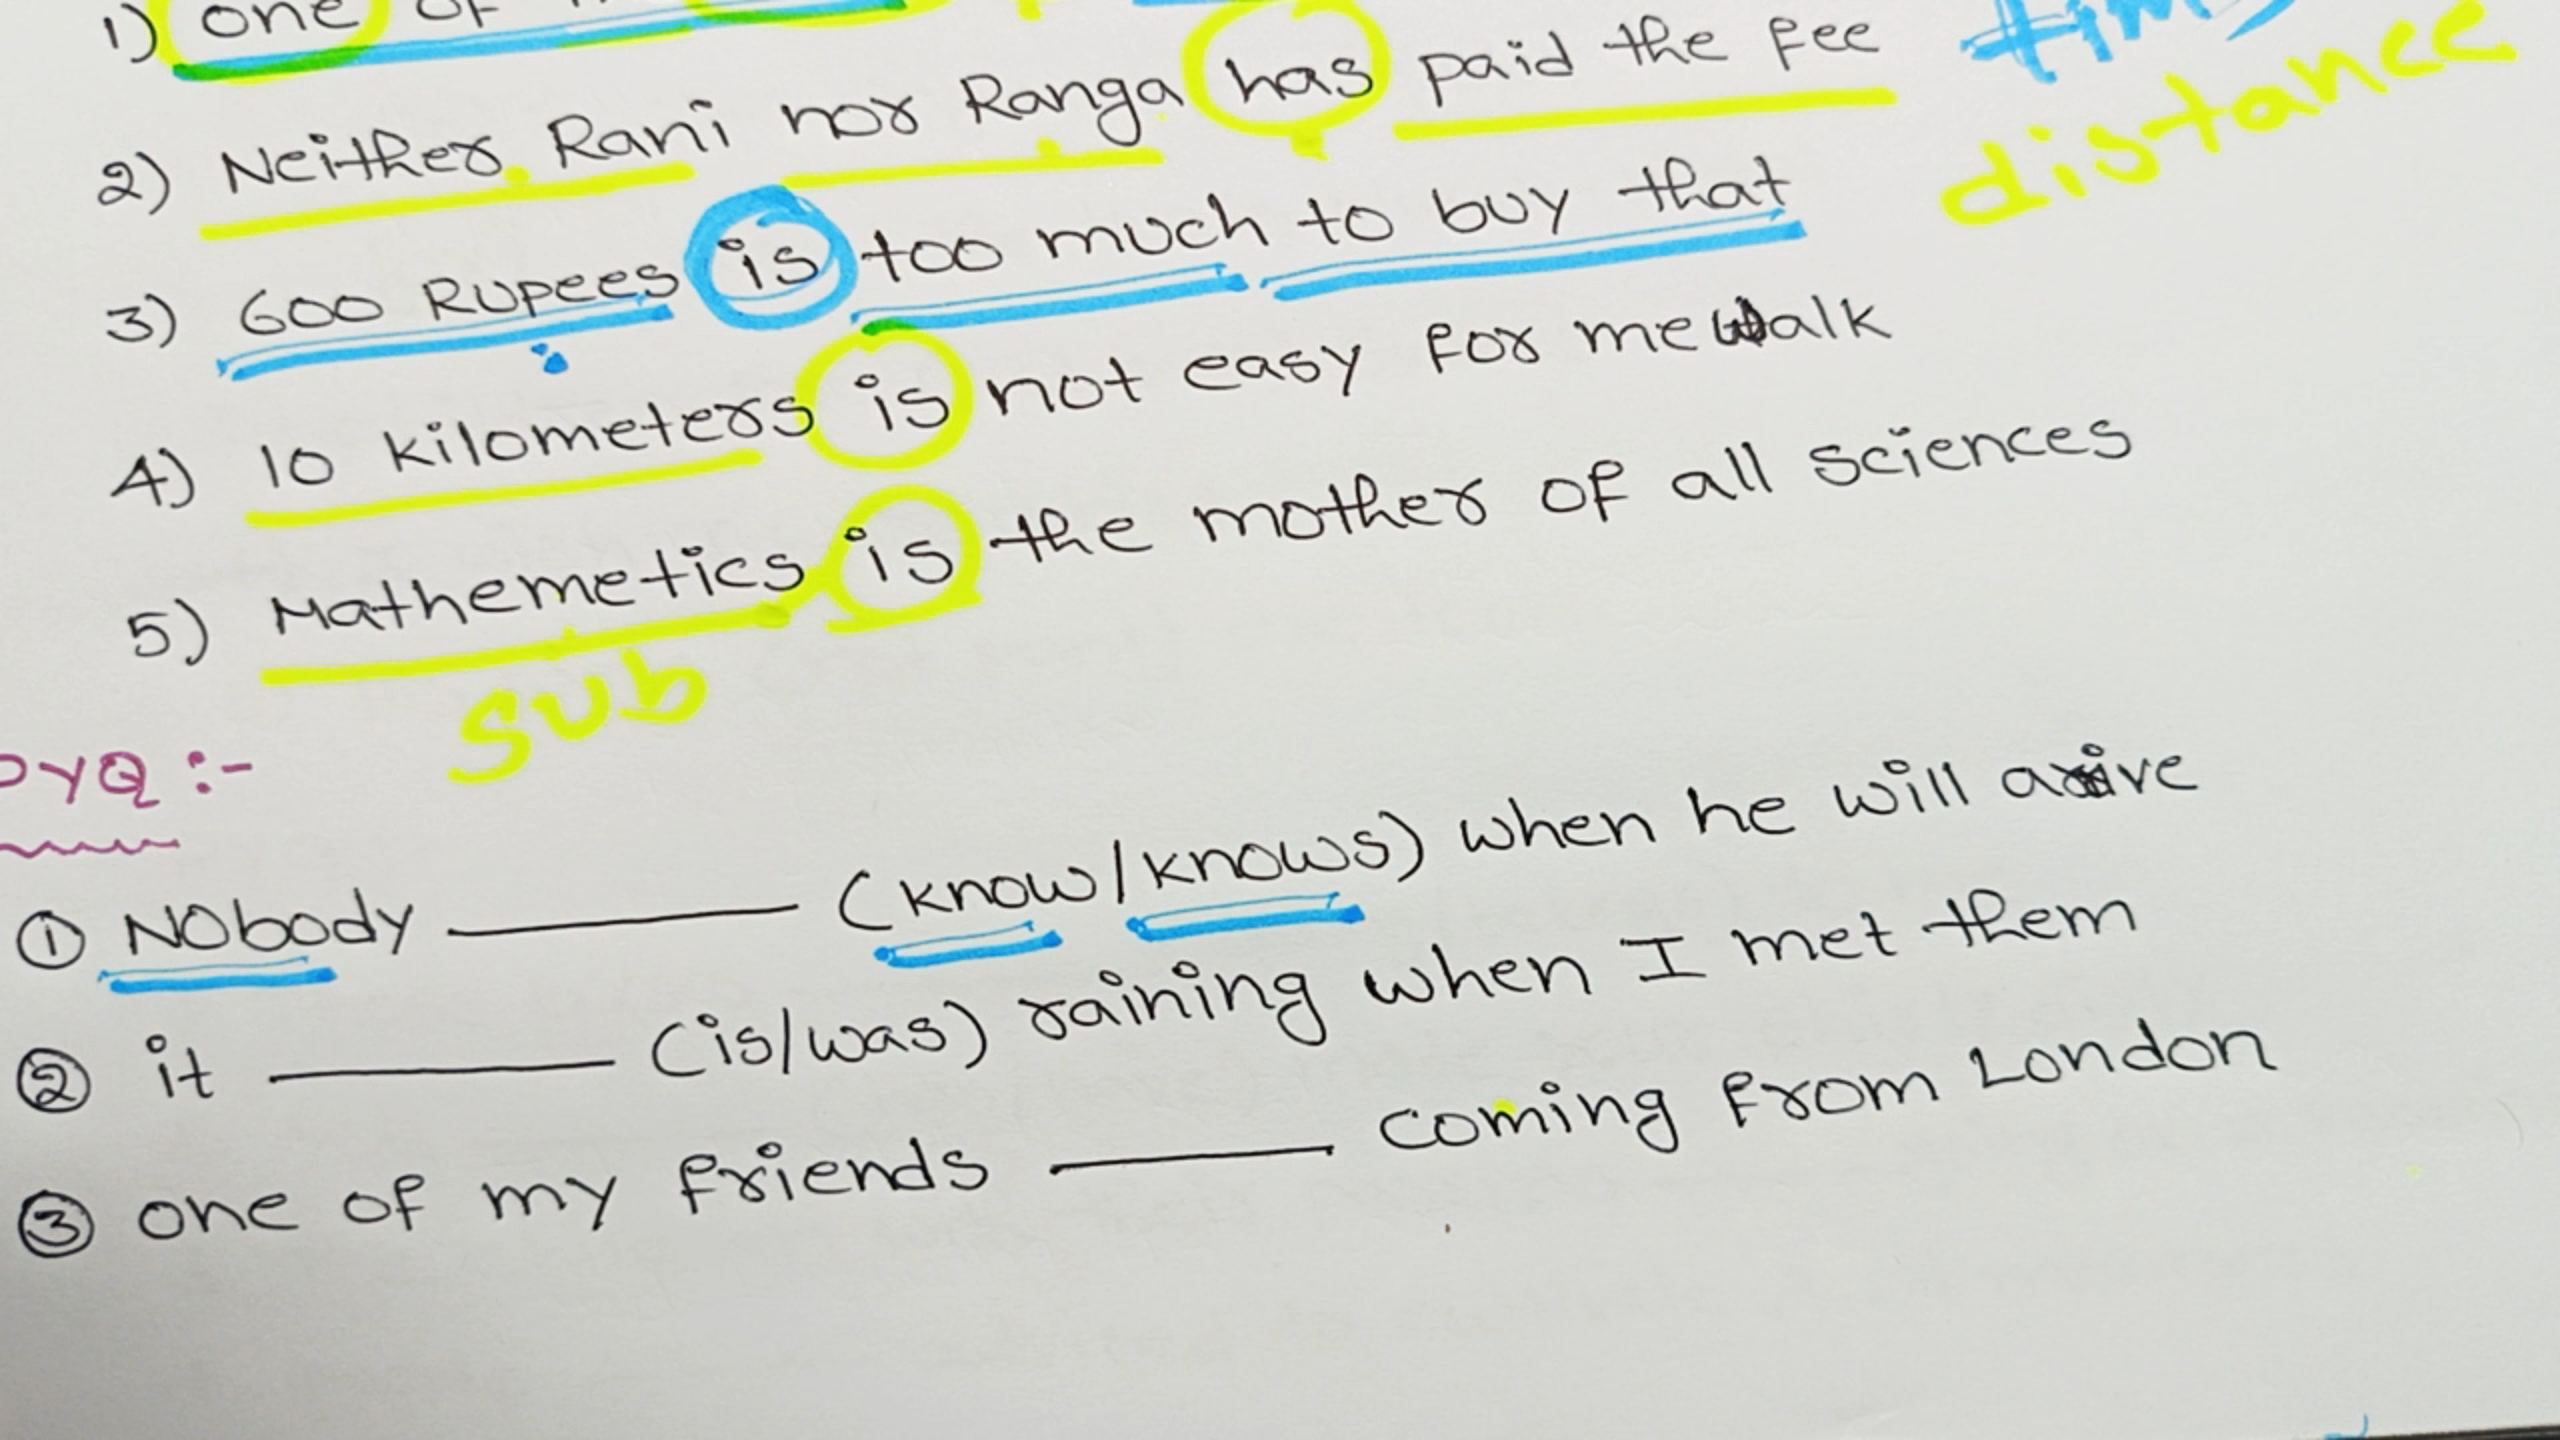 1) one of
2) Neither Rani nor Ranga has paid the fee
distance
3) 600 Rupees is too much to buy that
4) 10 kilometers is not easy for me walk
5) Mathemetics is the mother of all sciences
sub
PYQ :-
① Nobody ______ (know/knows) when he will arive
② it ______ (is/was) raining when I met them
③ one of my friends ______ coming from London